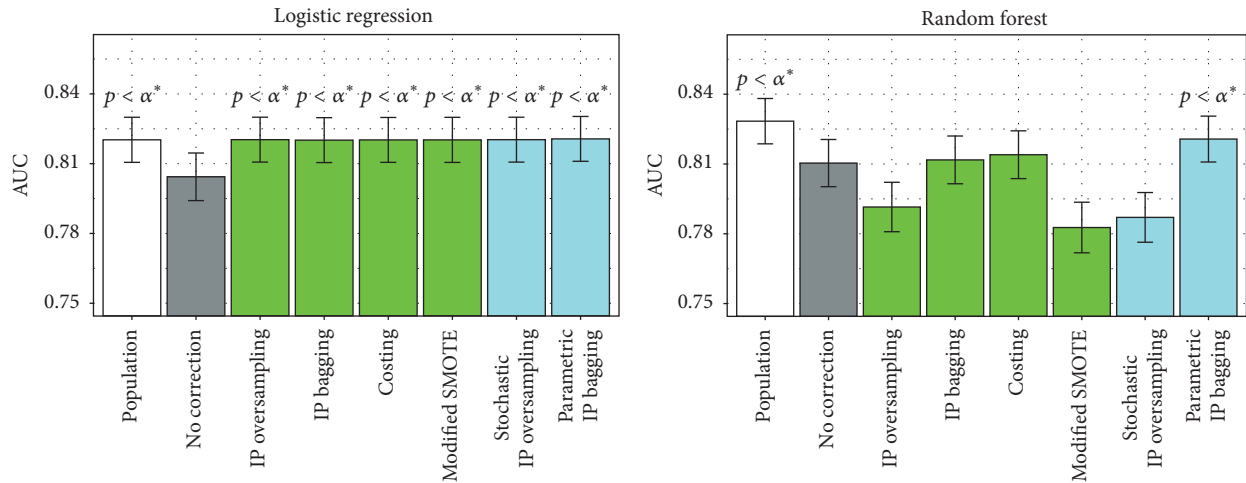 Logistic regression
AUC
0.84
0.81
0.78
0.75
p < α*
p < α*
p < α*
p < α*
p < α*
p < α*
p < α*
Population
No correction
IP oversampling
IP bagging
Costing
Modified SMOTE
Stochastic
IP oversampling
Parametric
IP bagging
Random forest
AUC
0.84
0.81
0.78
0.75
p < α*
p < α*
Population
No correction
IP oversampling
IP bagging
Costing
Modified SMOTE
Stochastic
IP oversampling
Parametric
IP bagging